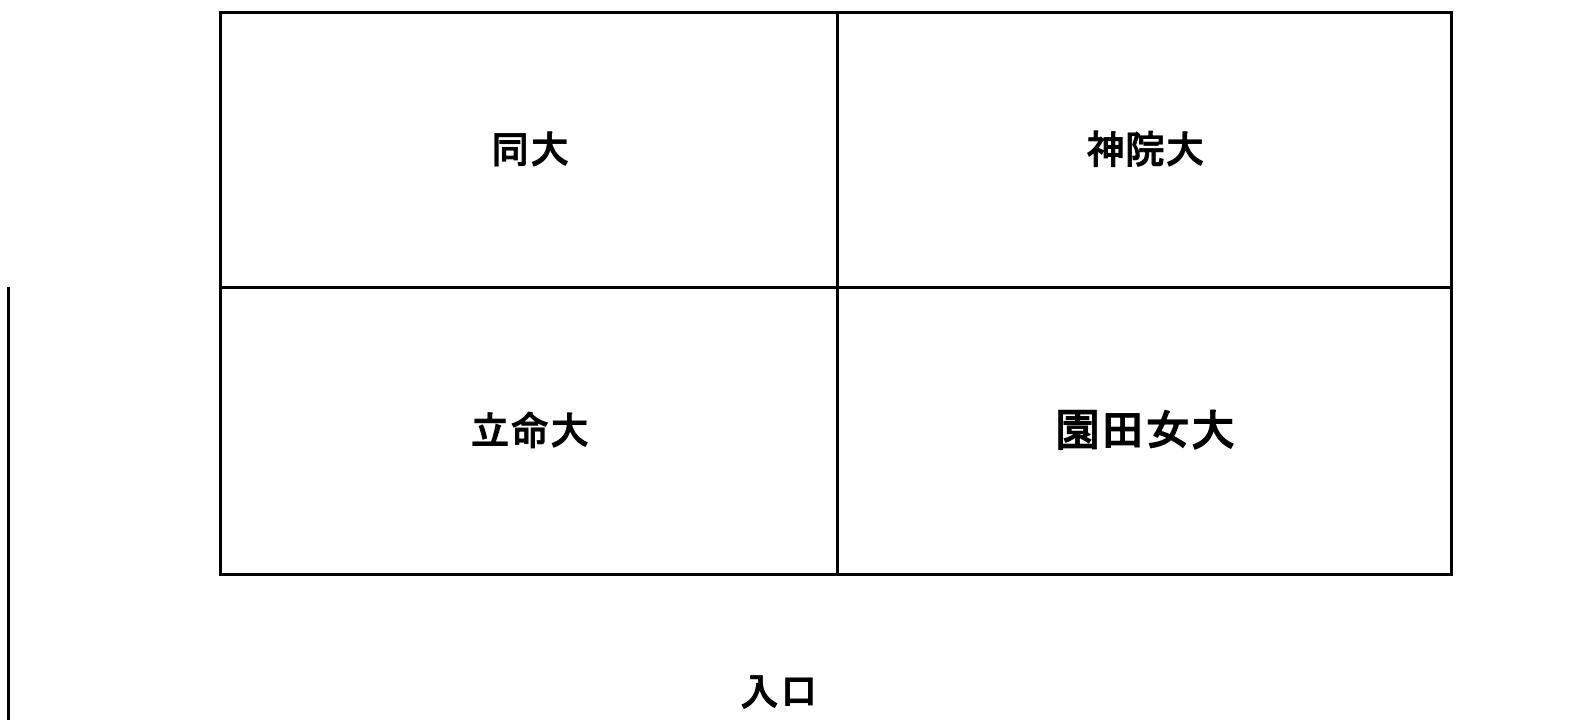 同大
神院大
立命大
園田女大
入口